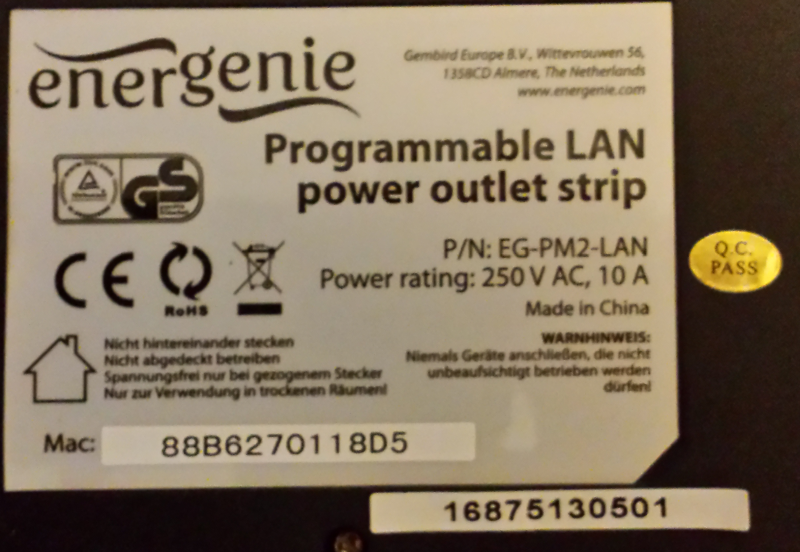 energenie
Gembird Europe B.V., Wittevrouwen 56,
1358CD Almere, The Netherlands
www.energenie.com
Programmable LAN
power outlet strip
GS
P/N: EG-PM2-LAN
Power rating: 250 V AC, 10 A
Made in China
Q.C.
PASS
CE
RoHS
Nicht hintereinander stecken
Nicht abgedeckt betreiben
Spannungsfrei nur bei gezogenem Stecker
Nur zur Verwendung in trockenen Räumen!
WARNHINWEIS:
Niemals Geräte anschließen, die nicht
unbeaufsichtigt betrieben werden
dürfen!
Mac: 88B6270118D5
16875130501